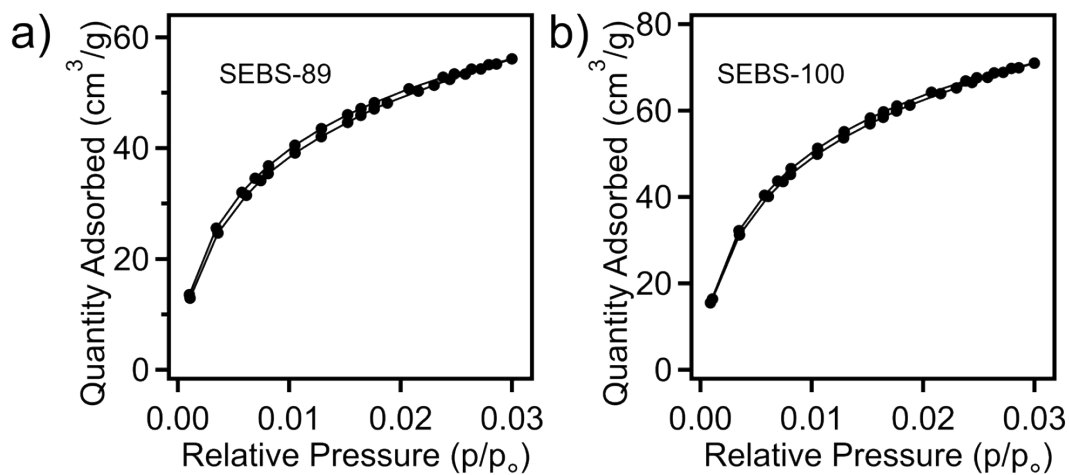 a)
Quantity Adsorbed (cm³/g)
60
40
20
0
SEBS-89
0.00 0.01 0.02 0.03
Relative Pressure (p/pₒ)
b)
Quantity Adsorbed (cm³/g)
80
60
40
20
0
SEBS-100
0.00 0.01 0.02 0.03
Relative Pressure (p/pₒ)